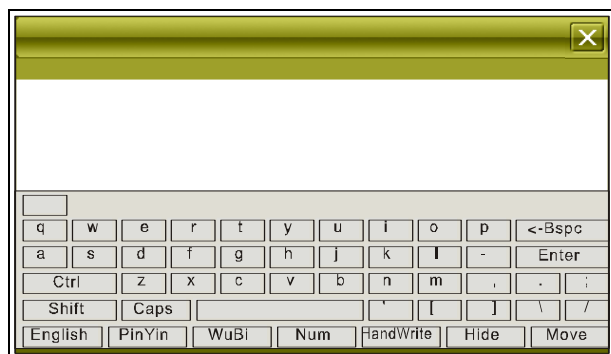 q w e r t y u i o p <-Bspc
a s d f g h j k l - Enter
Ctrl z x c v b n m , . ;
Shift Caps ' [ ] \ /
English PinYin WuBi Num HandWrite Hide Move